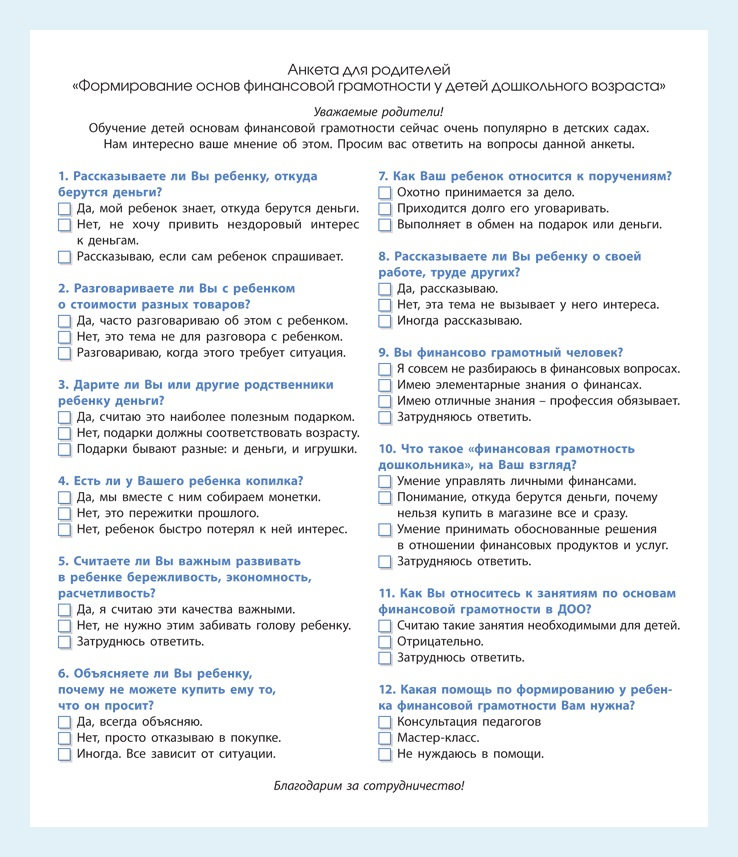 Анкета для родителей
«Формирование основ финансовой грамотности у детей дошкольного возраста»
Уважаемые родители!
Обучение детей основам финансовой грамотности сейчас очень популярно в детских садах.
Нам интересно ваше мнение об этом. Просим вас ответить на вопросы данной анкеты.
1. Рассказываете ли Вы ребенку, откуда
берутся деньги?
Да, мой ребенок знает, откуда берутся деньги.
Нет, не хочу привить нездоровый интерес
к деньгам.
Рассказываю, если сам ребенок спрашивает.
2. Разговариваете ли Вы с ребенком
о стоимости разных товаров?
Да, часто разговариваю об этом с ребенком.
Нет, это тема не для разговора с ребенком.
Разговариваю, когда этого требует ситуация.
3. Дарите ли Вы или другие родственники
ребенку деньги?
Да, считаю это наиболее полезным подарком.
Нет, подарки должны соответствовать возрасту.
Подарки бывают разные: и деньги, и игрушки.
4. Есть ли у Вашего ребенка копилка?
Да, мы вместе с ним собираем монетки.
Нет, это пережитки прошлого.
Нет, ребенок быстро потерял к ней интерес.
5. Считаете ли Вы важным развивать
в ребенке бережливость, экономность,
расчетливость?
Да, я считаю эти качества важными.
Нет, не нужно этим забивать голову ребенку.
Затруднюсь ответить.
6. Объясняете ли Вы ребенку,
почему не можете купить ему то,
что он просит?
Да, всегда объясняю.
Нет, просто отказываю в покупке.
Иногда. Все зависит от ситуации.
7. Как Ваш ребенок относится к поручениям?
Охотно принимается за дело.
Приходится долго его уговаривать.
Выполняет в обмен на подарок или деньги.
8. Рассказываете ли Вы ребенку о своей
работе, труде других?
Да, рассказываю.
Нет, эта тема не вызывает у него интереса.
Иногда рассказываю.
9. Вы финансово грамотный человек?
Я совсем не разбираюсь в финансовых вопросах.
Имею элементарные знания о финансах.
Имею отличные знания – профессия обязывает.
Затрудняюсь ответить.
10. Что такое «финансовая грамотность
дошкольника», на Ваш взгляд?
Умение управлять личными финансами.
Понимание, откуда берутся деньги, почему
нельзя купить в магазине все и сразу.
Умение принимать обоснованные решения
в отношении финансовых продуктов и услуг.
Затрудняюсь ответить.
11. Как Вы относитесь к занятиям по основам
финансовой грамотности в ДОО?
Считаю такие занятия необходимыми для детей.
Отрицательно.
Затруднюсь ответить.
12. Какая помощь по формированию у ребен-
ка финансовой грамотности Вам нужна?
Консультация педагогов
Мастер-класс.
Не нуждаюсь в помощи.
Благодарим за сотрудничество!